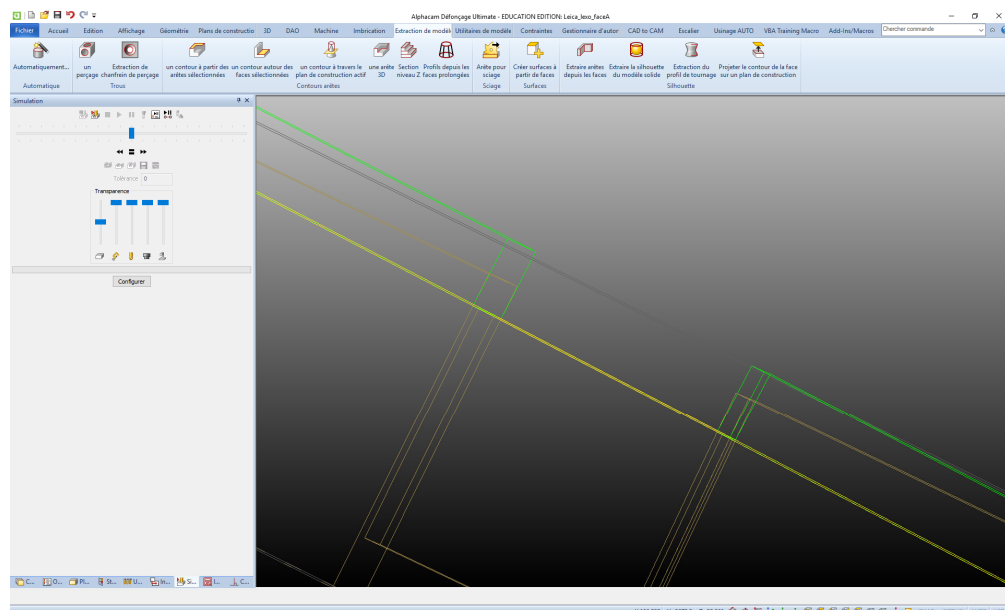 Alphacam Défonçage Ultimate - EDUCATION EDITION: Leica_lexo_faceA
Fichier Accueil Edition Affichage Géométrie Plans de constructio 3D DAO Machine Imbrication Extraction de modèl Utilitaires de modèle Contraintes Gestionnaire d'autor CAD to CAM Escalier Usinage AUTO VBA Training Macro Add-Ins/Macros Chercher commande
Automatiquement... un Extraction de un contour à partir des un contour autour des un contour à travers le une arête Section Profils depuis les Arête pour Créer surfaces à Extraire arêtes Extraire la silhouette Extraction du Projeter le contour de la face
perçage chanfrein de perçage arêtes sélectionnées faces sélectionnées plan de construction actif 3D niveau Z faces prolongées sciage partir de faces depuis les faces du modèle solide profil de tournage sur un plan de construction
Automatique Trous Contours arêtes Sciage Surfaces Silhouette
Simulation
Tolérance 0
Transparence
Configurer
C... O... Pl... St... U... In... Si... L... C...